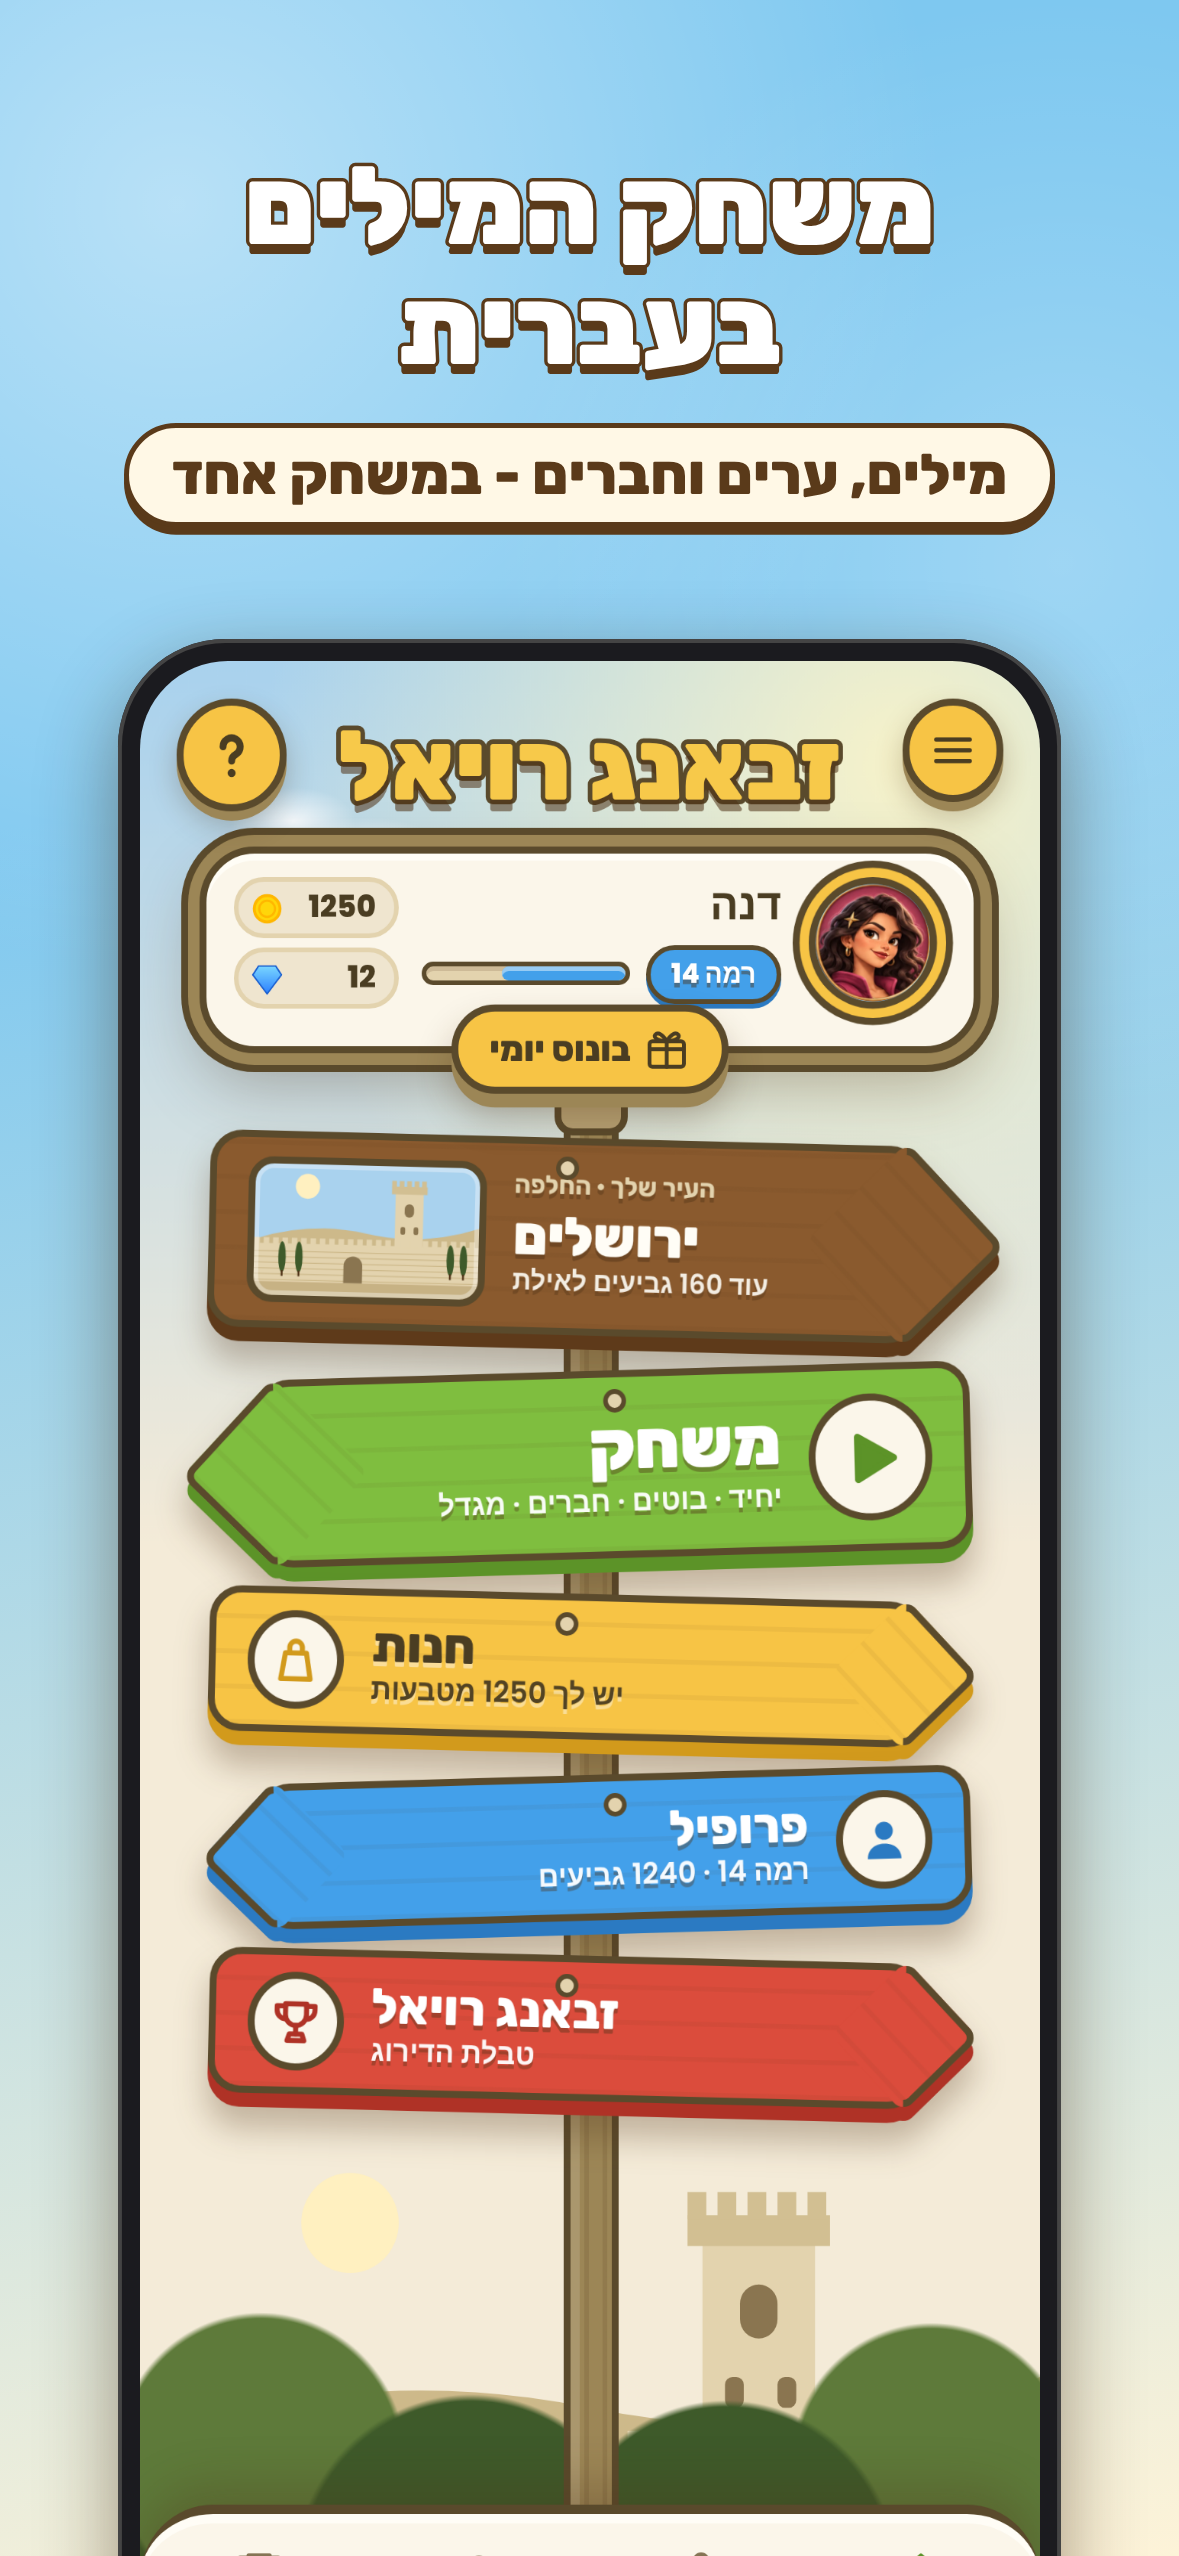 משחק המילים
בעברית
מילים, ערים וחברים - במשחק אחד
?
זבאנג רויאל
דנה
1250
רמה 14
12
בונוס יומי
העיר שלך • החלפה
ירושלים
עוד 160 גביעים לאילת
משחק
יחיד · בוטים · חברים · מגדל
חנות
יש לך 1250 מטבעות
פרופיל
רמה 14 · 1240 גביעים
זבאנג רויאל
טבלת הדירוג